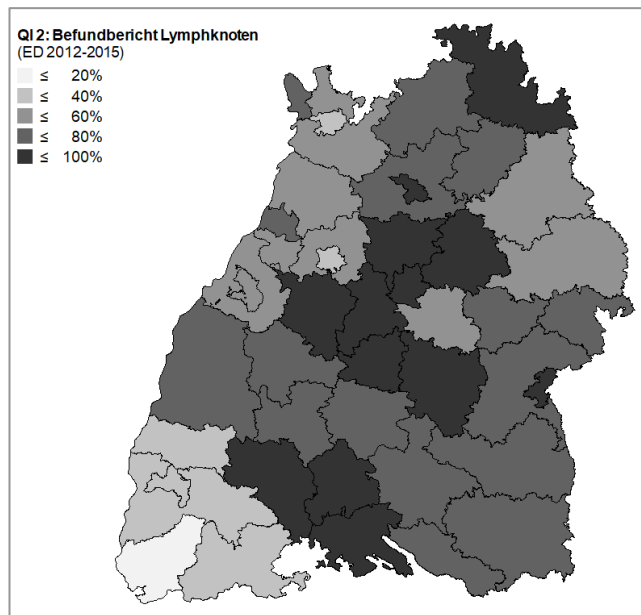 QI 2: Befundbericht Lymphknoten
(ED 2012-2015)
≤ 20%
≤ 40%
≤ 60%
≤ 80%
≤ 100%